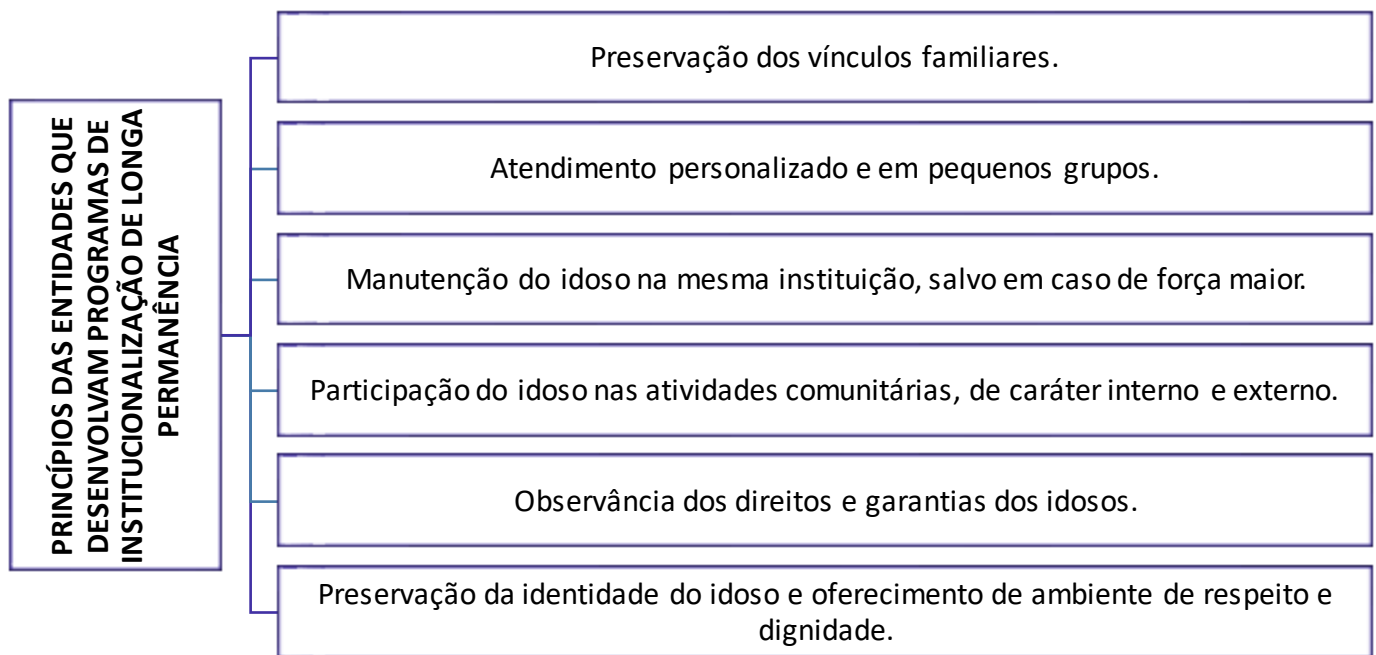 PRINCÍPIOS DAS ENTIDADES QUE
DESENVOLVAM PROGRAMAS DE
INSTITUCIONALIZAÇÃO DE LONGA
PERMANÊNCIA
Preservação dos vínculos familiares.
Atendimento personalizado e em pequenos grupos.
Manutenção do idoso na mesma instituição, salvo em caso de força maior.
Participação do idoso nas atividades comunitárias, de caráter interno e externo.
Observância dos direitos e garantias dos idosos.
Preservação da identidade do idoso e oferecimento de ambiente de respeito e
dignidade.